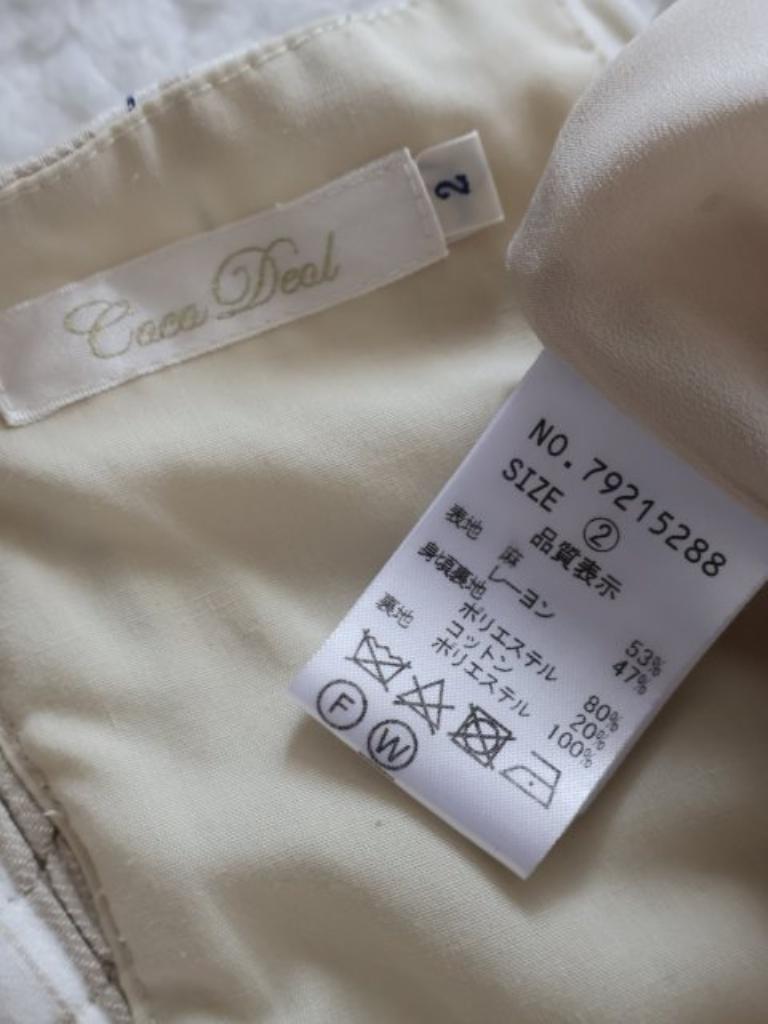 Coco Deal
2
NO. 79215288
SIZE ②
品質表示
表地 麻 53%
レーヨン 47%
身頃裏地 ポリエステル 80%
コットン 20%
裏地 ポリエステル 100%
F W